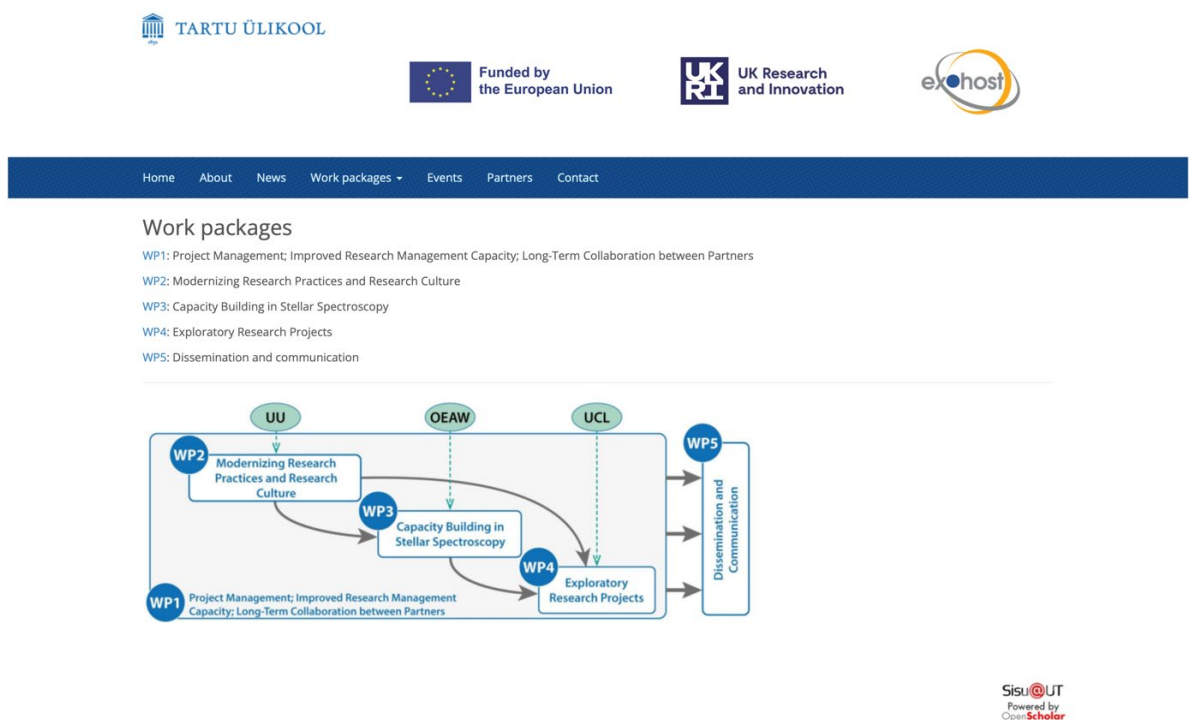 TARTU ÜLIKOOL
1632
Funded by
the European Union
UK
RI
UK Research
and Innovation
exohost
Home About News Work packages Events Partners Contact
Work packages
WP1: Project Management; Improved Research Management Capacity; Long-Term Collaboration between Partners
WP2: Modernizing Research Practices and Research Culture
WP3: Capacity Building in Stellar Spectroscopy
WP4: Exploratory Research Projects
WP5: Dissemination and communication
UU OEAW UCL
WP2
Modernizing Research
Practices and Research
Culture
WP3
Capacity Building in
Stellar Spectroscopy
WP4
Exploratory
Research Projects
WP1
Project Management; Improved Research Management
Capacity; Long-Term Collaboration between Partners
WP5
Dissemination and
Communication
Sisu@UT
Powered by
OpenScholar